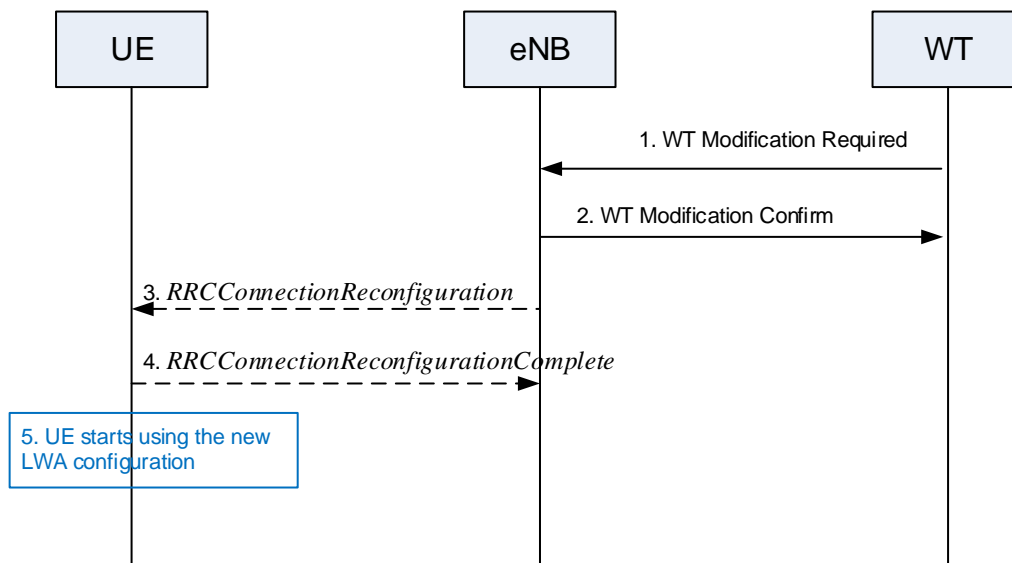 UE
eNB
WT
1. WT Modification Required
2. WT Modification Confirm
3. RRCConnectionReconfiguration
4. RRCConnectionReconfigurationComplete
5. UE starts using the new
LWA configuration